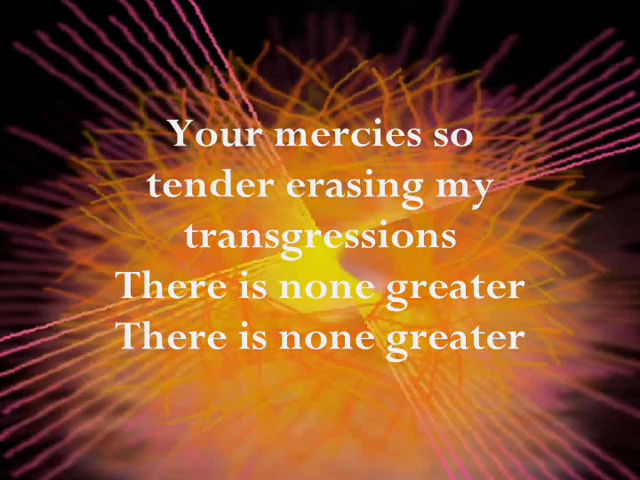 Your mercies so
tender erasing my
transgressions
There is none greater
There is none greater